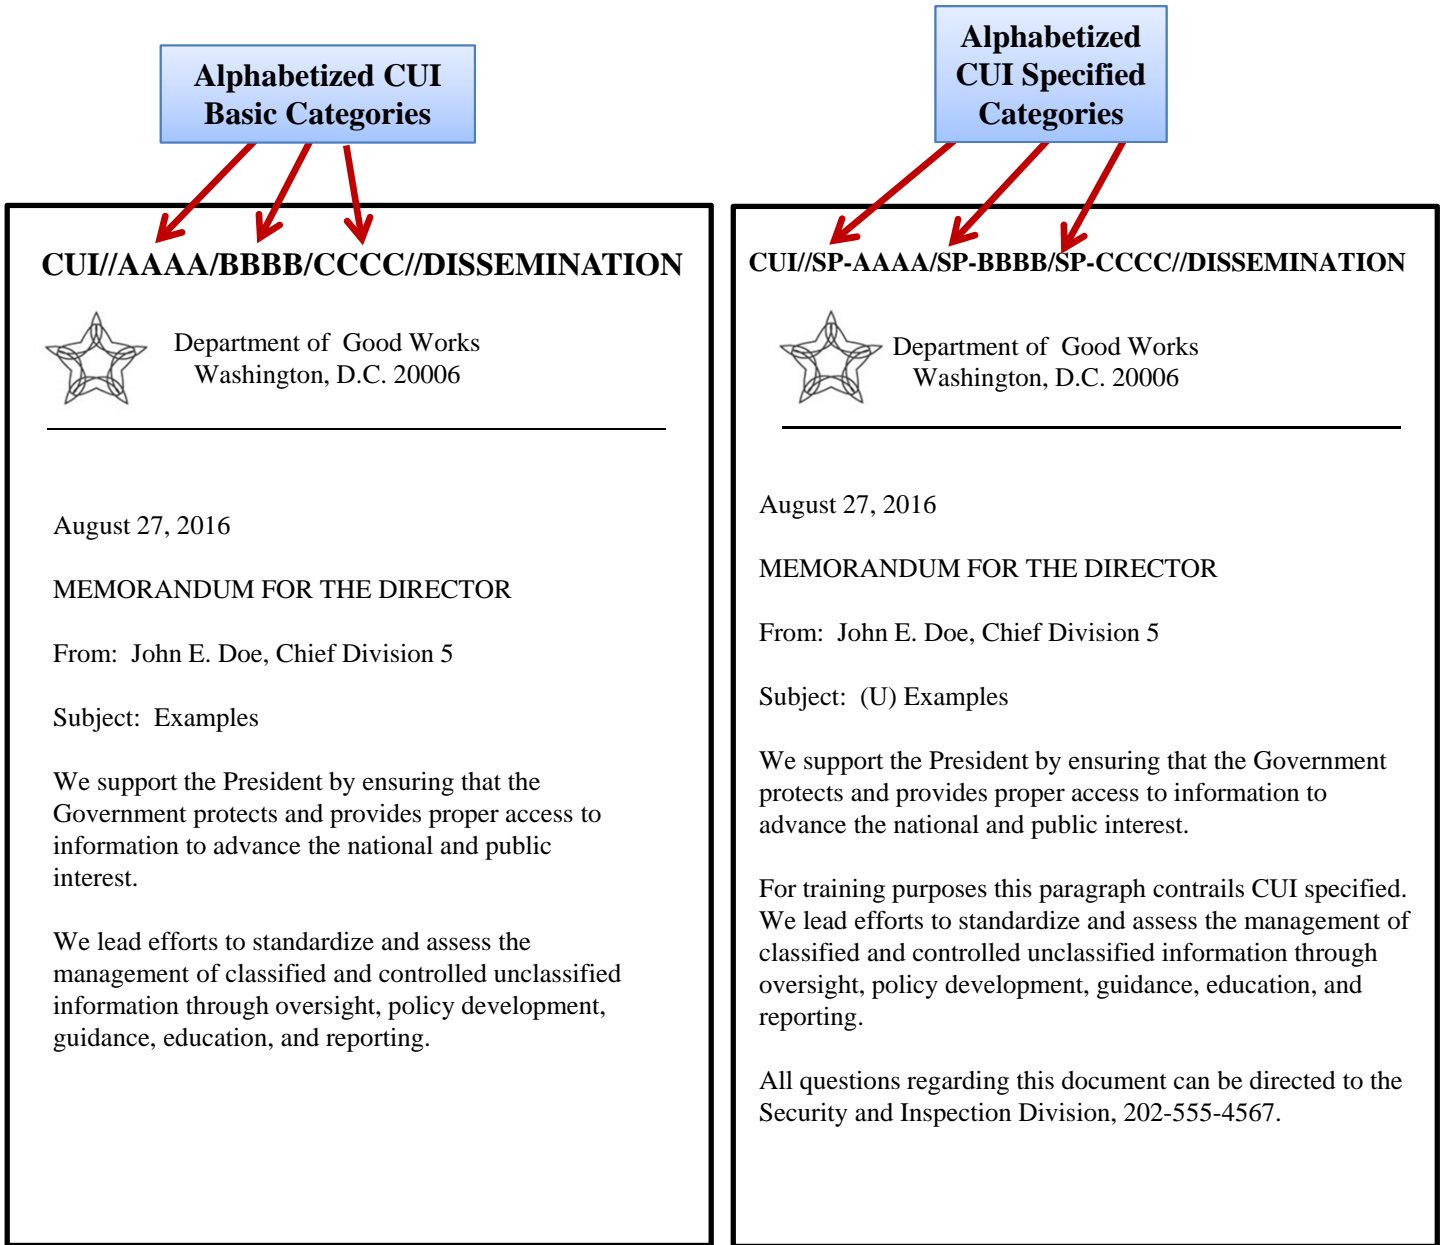 Alphabetized CUI
Basic Categories
CUI//AAAA/BBBB/CCCC//DISSEMINATION
Department of  Good Works
Washington, D.C. 20006
August 27, 2016
MEMORANDUM FOR THE DIRECTOR
From:  John E. Doe, Chief Division 5
Subject:  Examples
We support the President by ensuring that the
Government protects and provides proper access to
information to advance the national and public
interest.
We lead efforts to standardize and assess the
management of classified and controlled unclassified
information through oversight, policy development,
guidance, education, and reporting.
Alphabetized
CUI Specified
Categories
CUI//SP-AAAA/SP-BBBB/SP-CCCC//DISSEMINATION
Department of  Good Works
Washington, D.C. 20006
August 27, 2016
MEMORANDUM FOR THE DIRECTOR
From:  John E. Doe, Chief Division 5
Subject:  (U) Examples
We support the President by ensuring that the Government
protects and provides proper access to information to
advance the national and public interest.
For training purposes this paragraph contrails CUI specified.
We lead efforts to standardize and assess the management of
classified and controlled unclassified information through
oversight, policy development, guidance, education, and
reporting.
All questions regarding this document can be directed to the
Security and Inspection Division, 202-555-4567.